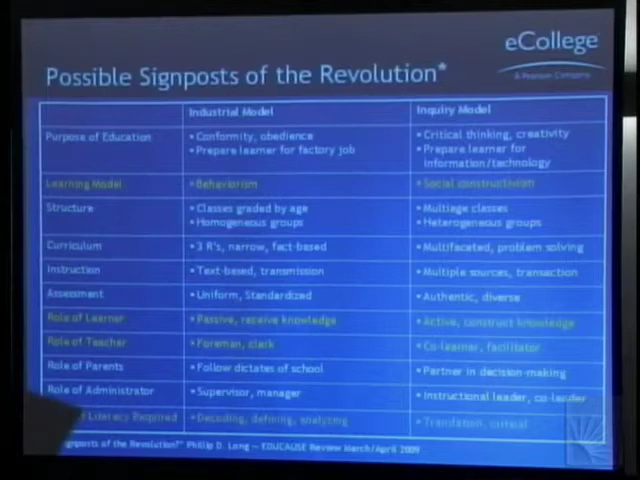 eCollege
A Pearson Company
Possible Signposts of the Revolution*
Industrial Model
Inquiry Model
Purpose of Education
• Conformity, obedience
• Prepare learner for factory job
• Critical thinking, creativity
• Prepare learner for
information/technology
Learning Model
• Behaviorism
• Social constructivism
Structure
• Classes graded by age
• Homogeneous groups
• Multiage classes
• Heterogeneous groups
Curriculum
• 3 R's, narrow, fact-based
• Multifaceted, problem solving
Instruction
• Text-based, transmission
• Multiple sources, transaction
Assessment
• Uniform, Standardized
• Authentic, diverse
Role of Learner
• Passive, receive knowledge
• Active, construct knowledge
Role of Teacher
• Foreman, clerk
• Co-learner, facilitator
Role of Parents
• Follow dictates of school
• Partner in decision-making
Role of Administrator
• Supervisor, manager
• Instructional leader, co-leader
Literacy Required
• Decoding, defining, analyzing
• Translation, critical
of the Revolution?" Phillip D. Long — EDUCAUSE Review March/April 2009